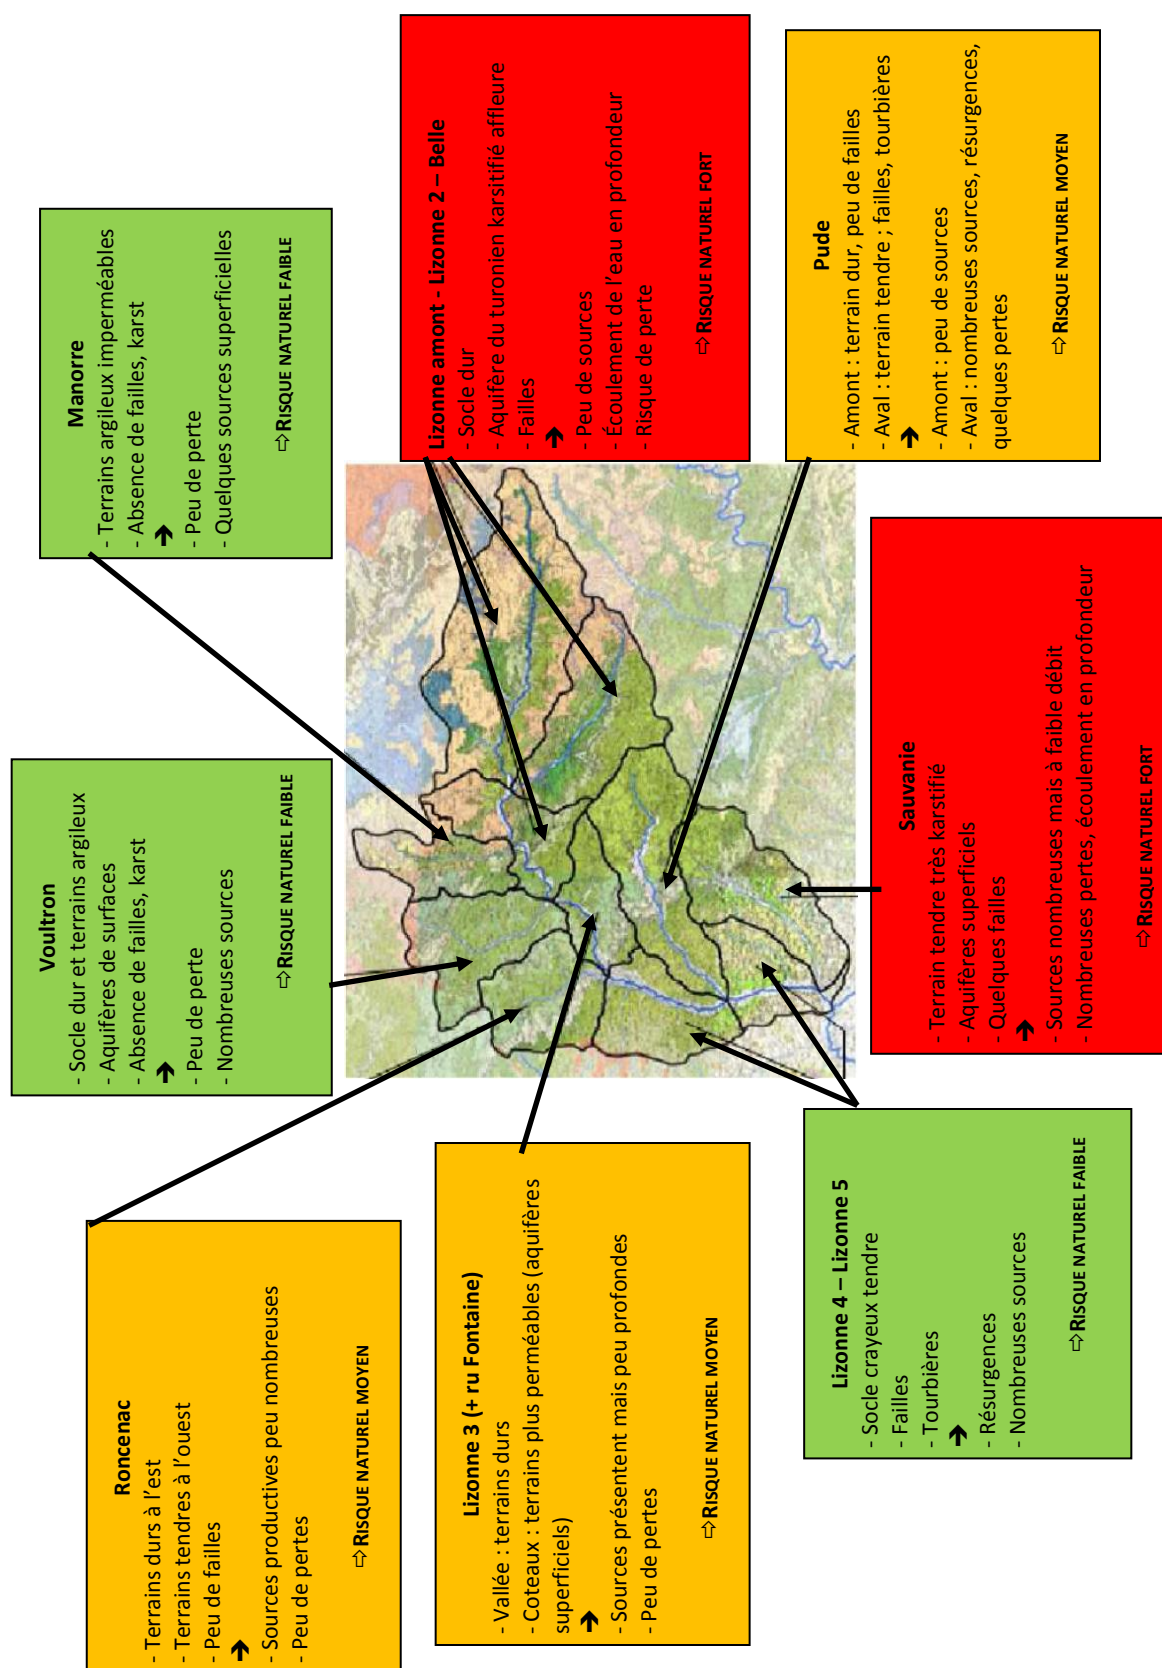 Roncenac
- Terrains durs à l'est
- Terrains tendres à l'ouest
- Peu de failles
➔
- Sources productives peu nombreuses
- Peu de pertes
⇨ RISQUE NATUREL MOYEN
Voultron
- Socle dur et terrains argileux
- Aquifères de surfaces
- Absence de failles, karst
➔
- Peu de perte
- Nombreuses sources
⇨ RISQUE NATUREL FAIBLE
Manorre
- Terrains argileux imperméables
- Absence de failles, karst
➔
- Peu de perte
- Quelques sources superficielles
⇨ RISQUE NATUREL FAIBLE
Lizonne amont - Lizonne 2 – Belle
- Socle dur
- Aquifère du turonien karsitifié affleure
- Failles
➔
- Peu de sources
- Écoulement de l'eau en profondeur
- Risque de perte
⇨ RISQUE NATUREL FORT
Lizonne 3 (+ ru Fontaine)
- Vallée : terrains durs
- Coteaux : terrains plus perméables (aquifères
superficiels)
➔
- Sources présentent mais peu profondes
- Peu de pertes
⇨ RISQUE NATUREL MOYEN
Pude
- Amont : terrain dur, peu de failles
- Aval : terrain tendre ; failles, tourbières
➔
- Amont : peu de sources
- Aval : nombreuses sources, résurgences,
quelques pertes
⇨ RISQUE NATUREL MOYEN
Lizonne 4 – Lizonne 5
- Socle crayeux tendre
- Failles
- Tourbières
➔
- Résurgences
- Nombreuses sources
⇨ RISQUE NATUREL FAIBLE
Sauvanie
- Terrain tendre très karstifié
- Aquifères superficiels
- Quelques failles
➔
- Sources nombreuses mais à faible débit
- Nombreuses pertes, écoulement en profondeur
⇨ RISQUE NATUREL FORT